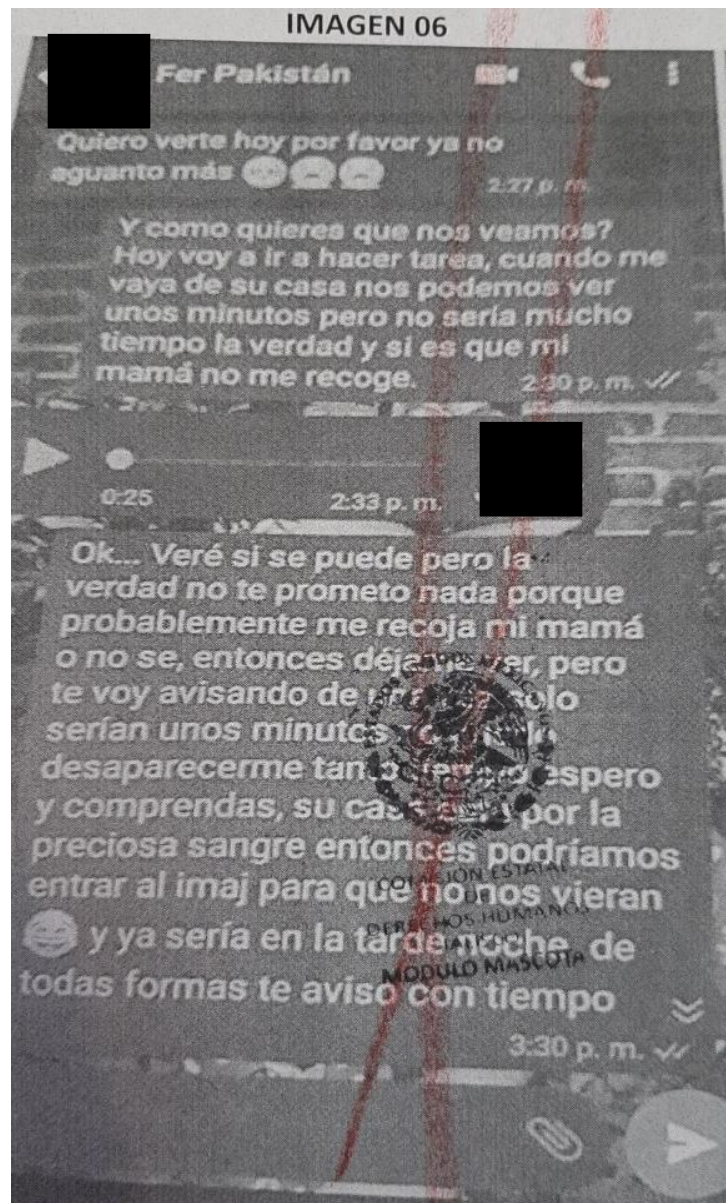 IMAGEN 06
Fer Pakistán
Quiero verte hoy por favor ya no
aguanto más
2:27 p. m.
Y como quieres que nos veamos?
Hoy voy a ir a hacer tarea, cuando me
vaya de su casa nos podemos ver
unos minutos pero no sería mucho
tiempo la verdad y si es que mi
mamá no me recoge.
2:30 p. m.
0:25
2:33 p. m.
Ok... Veré si se puede pero la
verdad no te prometo nada porque
probablemente me recoja mi mamá
o no se, entonces déjame ver, pero
te voy avisando de solo
serían unos minutos
desaparecerme espero
y comprendas, su casa por la
preciosa sangre entonces podríamos
entrar al imaj para que no nos vieran
y ya sería en la tarde noche, de
todas formas te aviso con tiempo
3:30 p. m.
COMISIÓN ESTATAL
DE
DERECHOS HUMANOS
JALISCO
MODULO MASCOTA